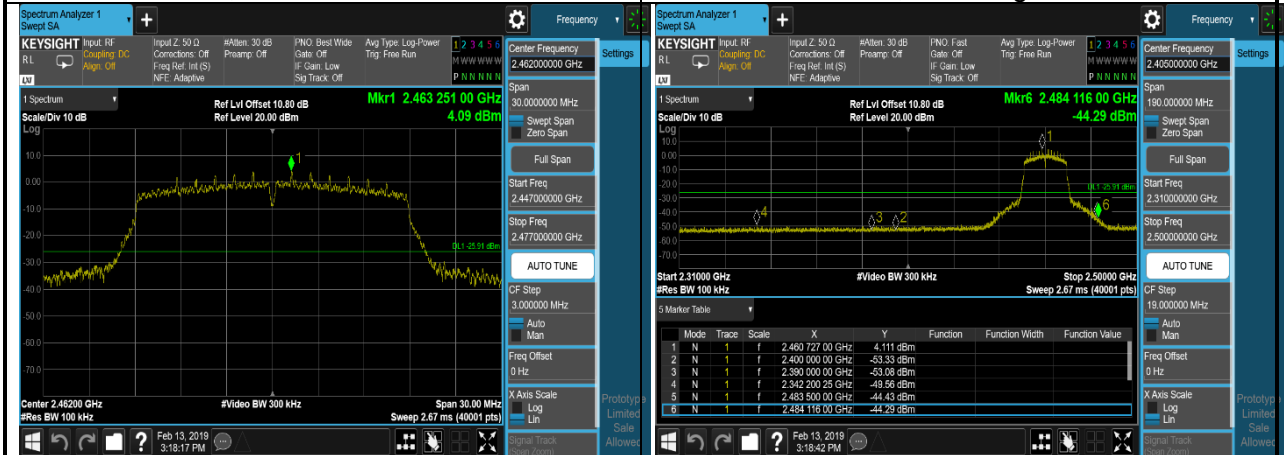 Spectrum Analyzer 1
Swept SA
+
Frequency
KEYSIGHT
RL
LXI
Input: RF
Coupling: DC
Align: Off
Input Z: 50 Ω
Corrections: Off
Freq Ref: Int (S)
NFE: Adaptive
#Atten: 30 dB
Preamp: Off
PNO: Best Wide
Gate: Off
IF Gain: Low
Sig Track: Off
Avg Type: Log-Power
Trig: Free Run
1 2 3 4 5 6
M W W W W W
P N N N N N
1 Spectrum
Scale/Div 10 dB
Ref Lvl Offset 10.80 dB
Ref Level 20.00 dBm
Mkr1 2.463 251 00 GHz
4.09 dBm
Log
10.0
0.00
-10.0
-20.0
-30.0
-40.0
-50.0
-60.0
-70.0
1
DL1 -25.91 dBm
Center 2.46200 GHz
#Res BW 100 kHz
#Video BW 300 kHz
Span 30.00 MHz
Sweep 2.67 ms (40001 pts)
Center Frequency
2.462000000 GHz
Span
30.0000000 MHz
Swept Span
Zero Span
Full Span
Start Freq
2.447000000 GHz
Stop Freq
2.477000000 GHz
AUTO TUNE
CF Step
3.000000 MHz
Auto
Man
Freq Offset
0 Hz
X Axis Scale
Log
Lin
Signal Track
(Span Zoom)
Settings
Prototype
Limited
Sale
Allowed
?
Feb 13, 2019
3:18:17 PM
Spectrum Analyzer 1
Swept SA
+
Frequency
KEYSIGHT
RL
LXI
Input: RF
Coupling: DC
Align: Off
Input Z: 50 Ω
Corrections: Off
Freq Ref: Int (S)
NFE: Adaptive
#Atten: 30 dB
Preamp: Off
PNO: Fast
Gate: Off
IF Gain: Low
Sig Track: Off
Avg Type: Log-Power
Trig: Free Run
1 2 3 4 5 6
M W W W W W
P N N N N N
1 Spectrum
Scale/Div 10 dB
Ref Lvl Offset 10.80 dB
Ref Level 20.00 dBm
Mkr6 2.484 116 00 GHz
-44.29 dBm
Log
10.0
0.00
-10.0
-20.0
-30.0
-40.0
-50.0
-60.0
-70.0
1
DL1 -25.91 dBm
4
3
2
6
Start 2.31000 GHz
#Res BW 100 kHz
#Video BW 300 kHz
Stop 2.50000 GHz
Sweep 2.67 ms (40001 pts)
5 Marker Table
Mode Trace Scale X Y Function Function Width Function Value
1 N 1 f 2.460 727 00 GHz 4.111 dBm
2 N 1 f 2.400 000 00 GHz -53.33 dBm
3 N 1 f 2.390 000 00 GHz -53.08 dBm
4 N 1 f 2.342 200 25 GHz -49.56 dBm
5 N 1 f 2.483 500 00 GHz -44.43 dBm
6 N 1 f 2.484 116 00 GHz -44.29 dBm
Center Frequency
2.405000000 GHz
Span
190.000000 MHz
Swept Span
Zero Span
Full Span
Start Freq
2.310000000 GHz
Stop Freq
2.500000000 GHz
AUTO TUNE
CF Step
19.000000 MHz
Auto
Man
Freq Offset
0 Hz
X Axis Scale
Log
Lin
Signal Track
(Span Zoom)
Settings
Prototype
Limited
Sale
Allowed
?
Feb 13, 2019
3:18:42 PM